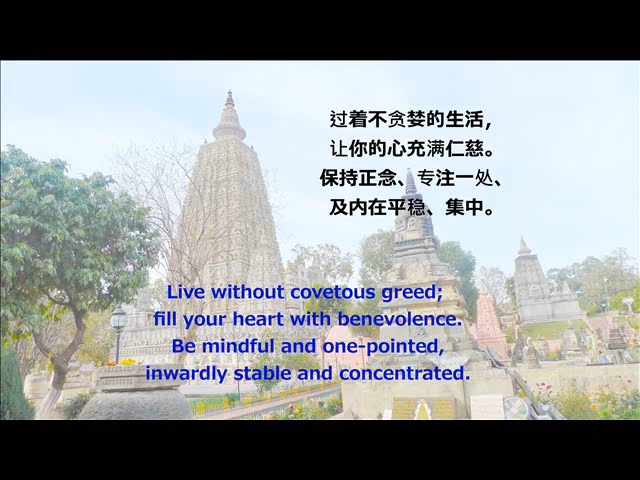 过着不贪婪的生活，
让你的心充满仁慈。
保持正念、专注一处、
及内在平稳、集中。
Live without covetous greed;
fill your heart with benevolence.
Be mindful and one-pointed,
inwardly stable and concentrated.